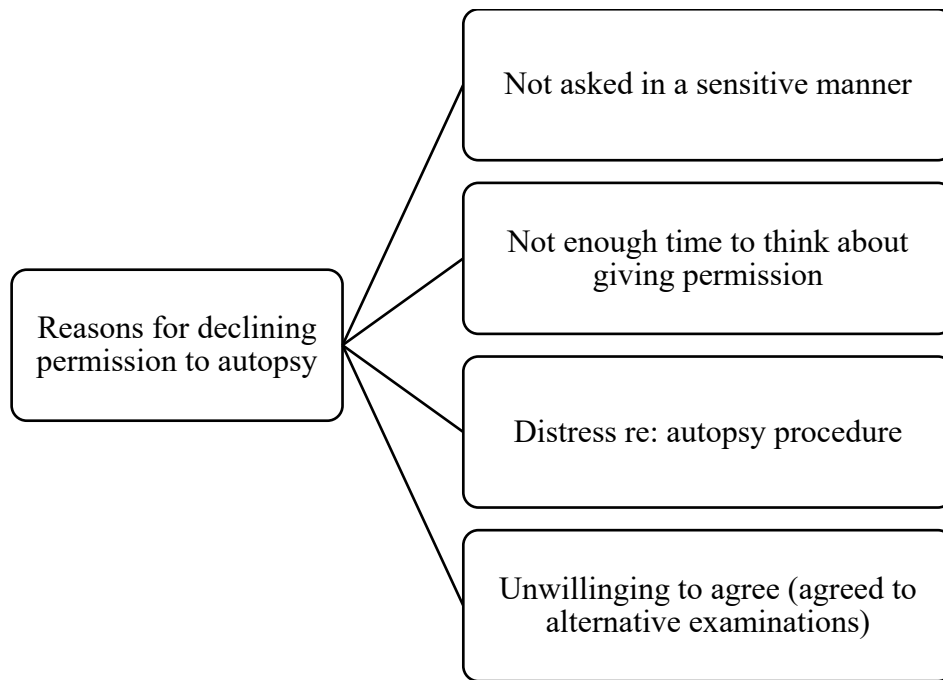 Reasons for declining
permission to autopsy
Not asked in a sensitive manner
Not enough time to think about
giving permission
Distress re: autopsy procedure
Unwillinging to agree (agreed to
alternative examinations)